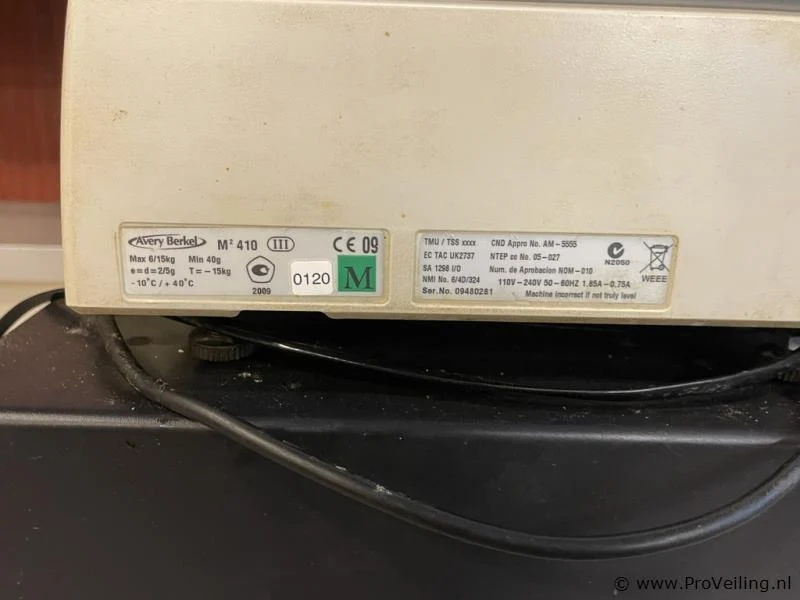 Avery Berkel M² 410 III CE 09
Max 6/15kg Min 40g
e=d=2/5g T=−15kg
-10°C/+40°C 2009 0120 M
TMU / TSS xxxx CND Appro No. AM-5555
EC TAC UK2737 NTEP cc No. 05-027
SA 1298 I/O Num. de Aprobacion NOM-010
NMI No. 6/4D/324 110V-240V 50-60HZ 1.85A-0.75A
Ser.No. 09480281 Machine incorrect if not truly level
N2050
WEEE
© www.ProVeiling.nl